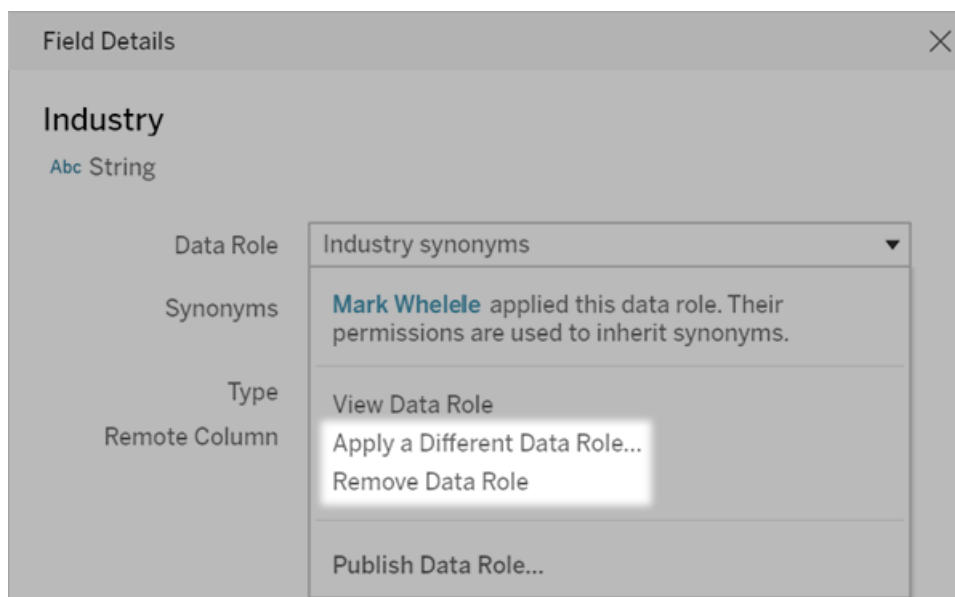 Field Details
Industry
Abc String
Data Role
Industry synonyms
Synonyms
Mark Whelele applied this data role. Their
permissions are used to inherit synonyms.
Type
View Data Role
Remote Column
Apply a Different Data Role...
Remove Data Role
Publish Data Role...